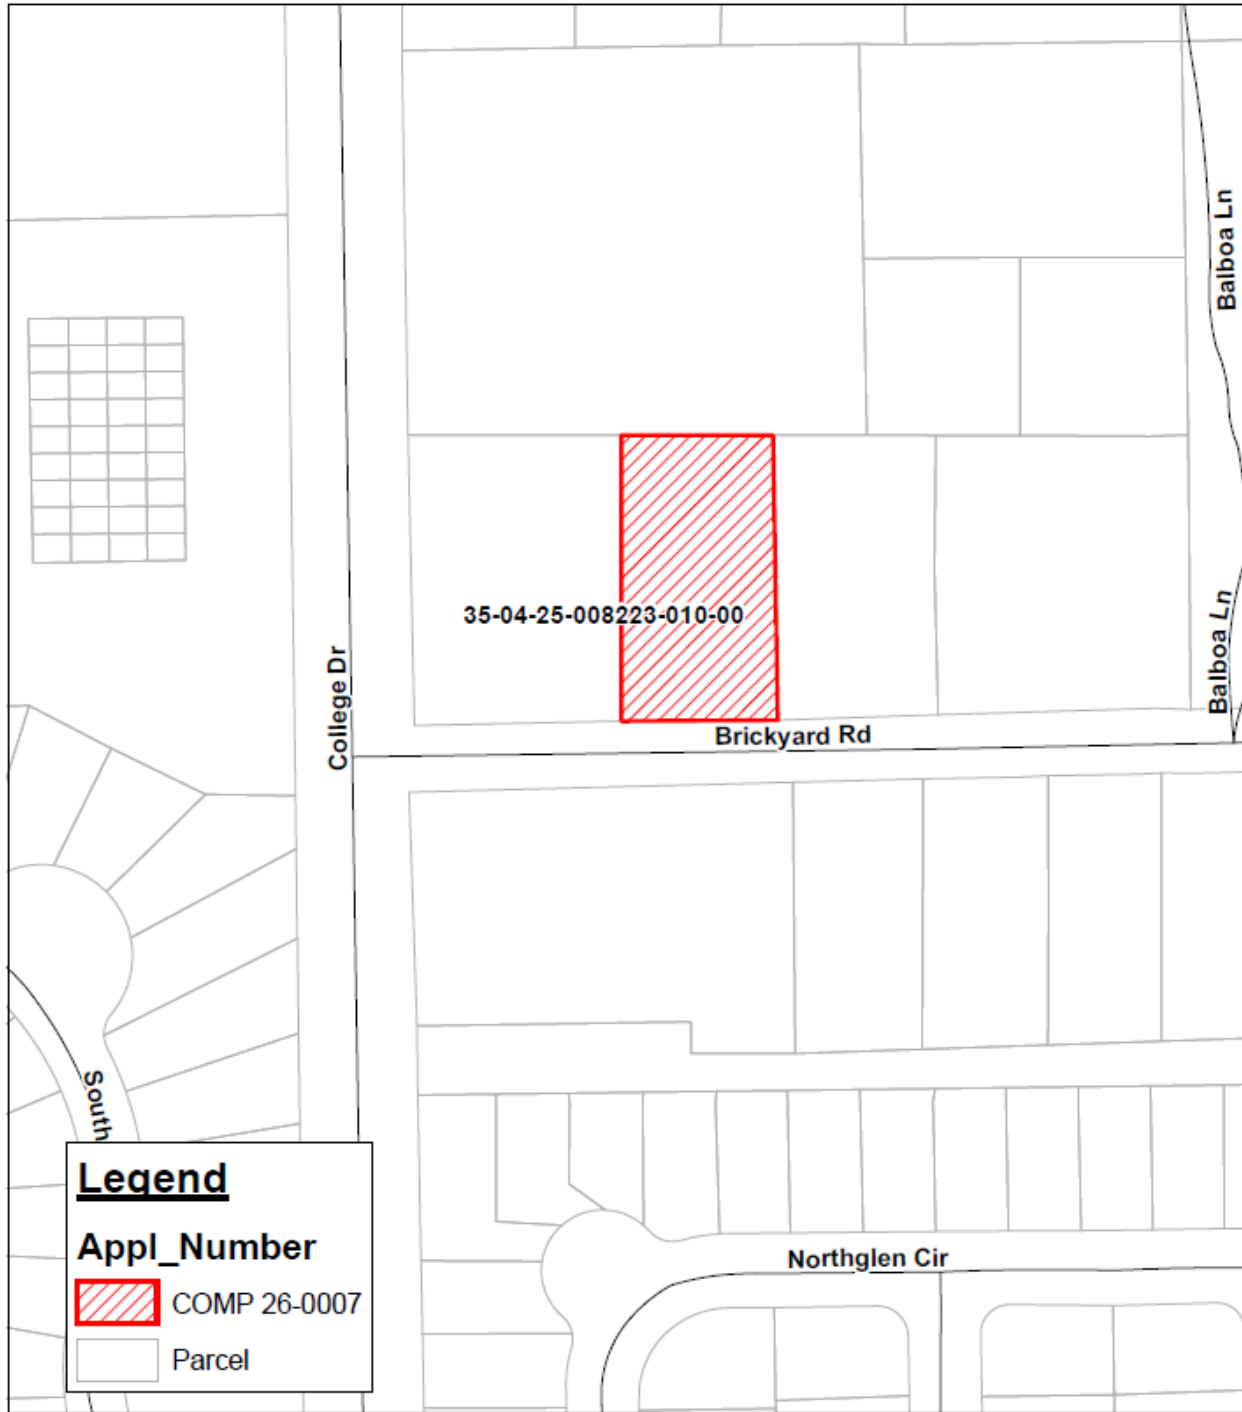 Balboa Ln
35-04-25-008223-010-00
Balboa Ln
College Dr
Brickyard Rd
South
Legend
Appl_Number
COMP 26-0007
Parcel
Northglen Cir